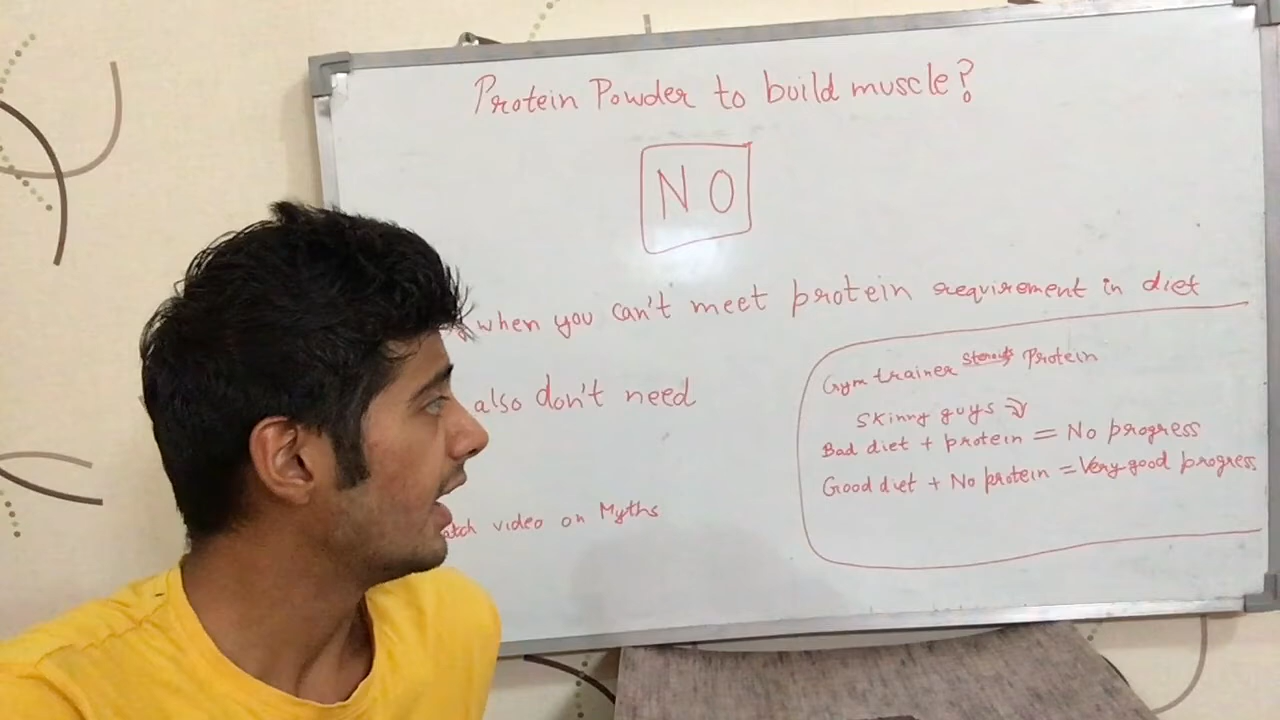 Protein Powder to build muscle?
NO
when you can't meet protein requirement in diet
also don't need
video on Myths
Gym trainer Protein
Skinny guys
Bad diet + protein = No progress
Good diet + No protein = Very good progress